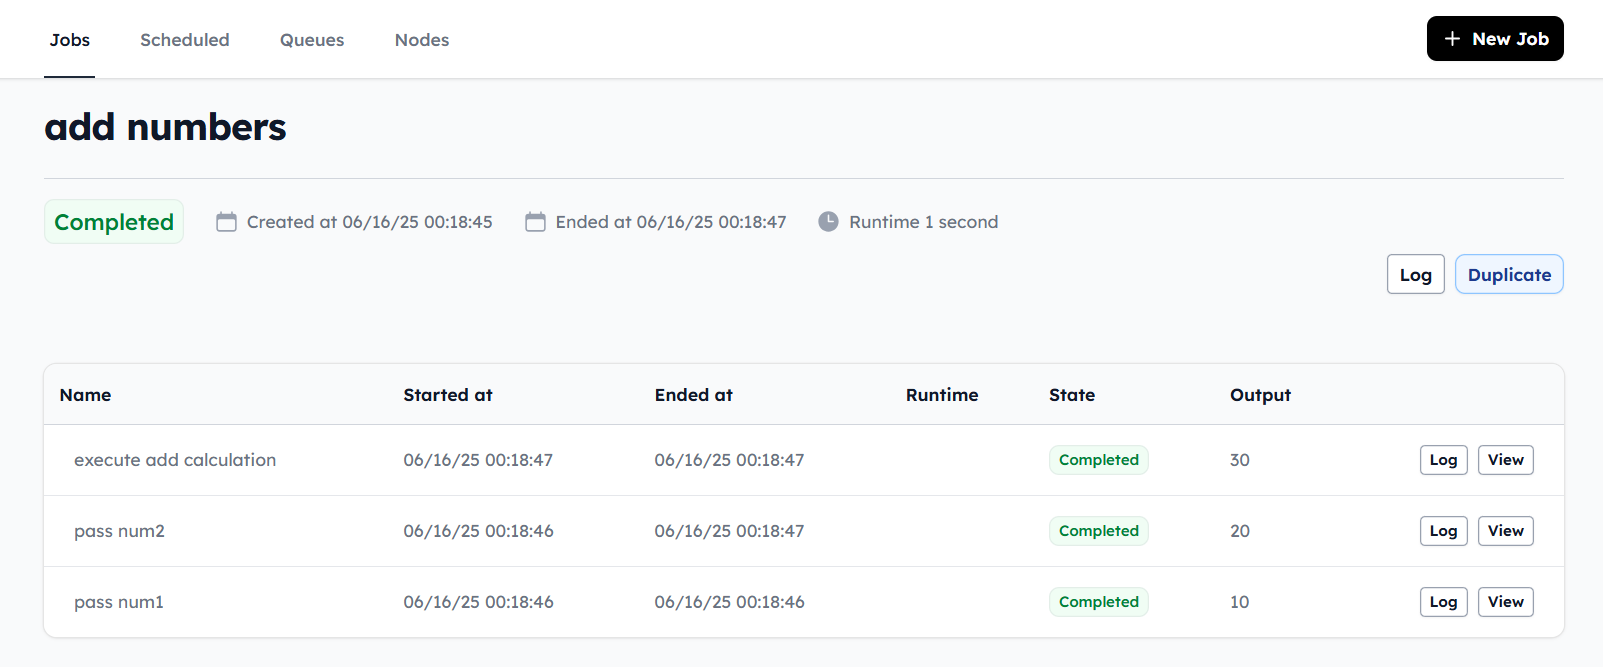 Jobs Scheduled Queues Nodes + New Job
add numbers
Completed Created at 06/16/25 00:18:45 Ended at 06/16/25 00:18:47 Runtime 1 second
Log Duplicate
Name Started at Ended at Runtime State Output
execute add calculation 06/16/25 00:18:47 06/16/25 00:18:47 Completed 30 Log View
pass num2 06/16/25 00:18:46 06/16/25 00:18:47 Completed 20 Log View
pass num1 06/16/25 00:18:46 06/16/25 00:18:46 Completed 10 Log View